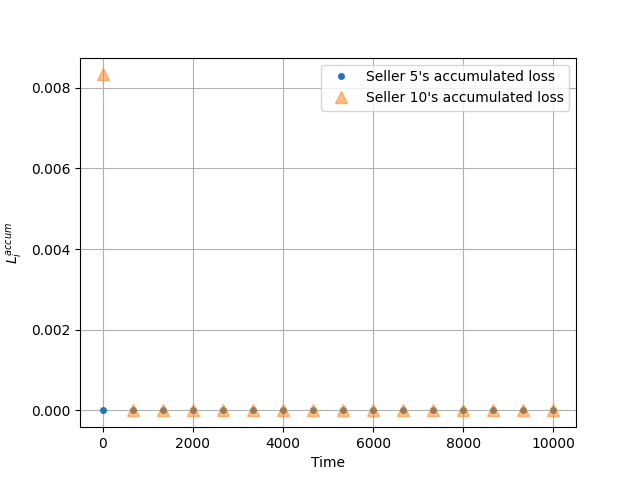 Seller 5's accumulated loss
Seller 10's accumulated loss
0.008
0.006
0.004
0.002
0.000
L_i^{accum}
0 2000 4000 6000 8000 10000
Time